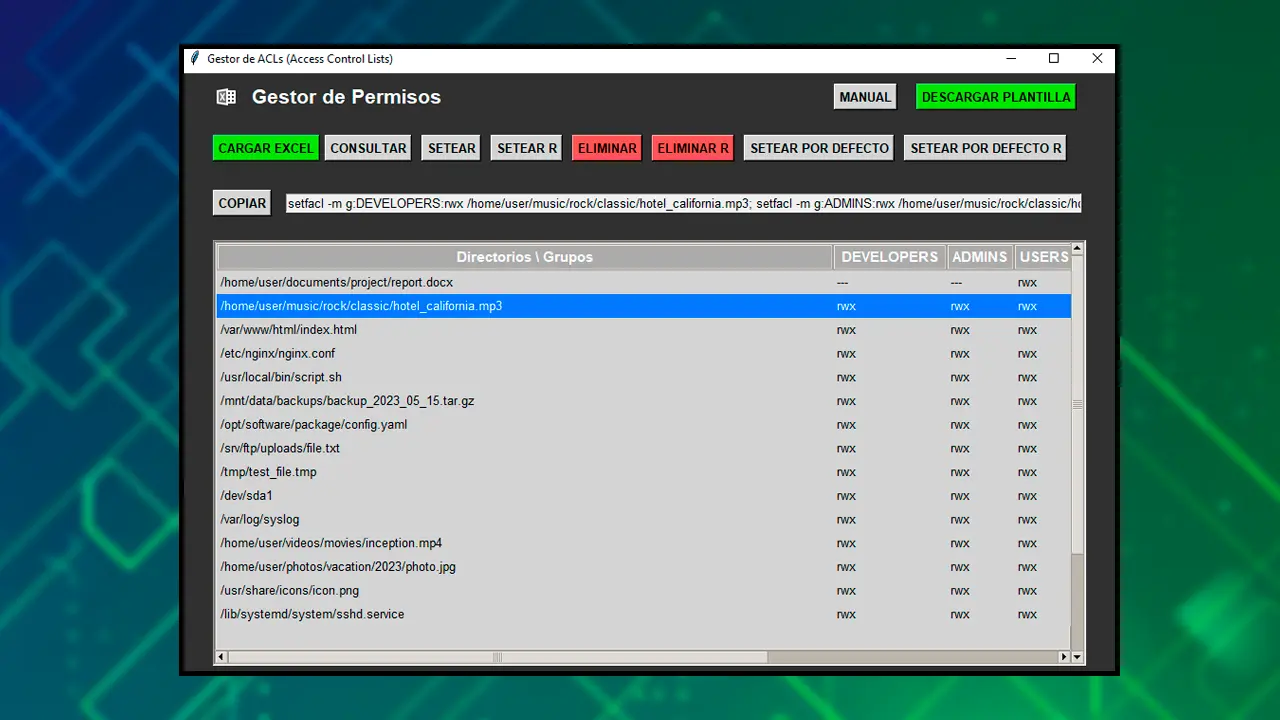 Gestor de ACLs (Access Control Lists)
Gestor de Permisos
MANUAL DESCARGAR PLANTILLA
CARGAR EXCEL CONSULTAR SETEAR SETEAR R ELIMINAR ELIMINAR R SETEAR POR DEFECTO SETEAR POR DEFECTO R
COPIAR setfacl -m g:DEVELOPERS:rwx /home/user/music/rock/classic/hotel_california.mp3; setfacl -m g:ADMINS:rwx /home/user/music/rock/classic/h
Directorios \ Grupos DEVELOPERS ADMINS USERS
/home/user/documents/project/report.docx --- --- rwx
/home/user/music/rock/classic/hotel_california.mp3 rwx rwx rwx
/var/www/html/index.html rwx rwx rwx
/etc/nginx/nginx.conf rwx rwx rwx
/usr/local/bin/script.sh rwx rwx rwx
/mnt/data/backups/backup_2023_05_15.tar.gz rwx rwx rwx
/opt/software/package/config.yaml rwx rwx rwx
/srv/ftp/uploads/file.txt rwx rwx rwx
/tmp/test_file.tmp rwx rwx rwx
/dev/sda1 rwx rwx rwx
/var/log/syslog rwx rwx rwx
/home/user/videos/movies/inception.mp4 rwx rwx rwx
/home/user/photos/vacation/2023/photo.jpg rwx rwx rwx
/usr/share/icons/icon.png rwx rwx rwx
/lib/systemd/system/sshd.service rwx rwx rwx